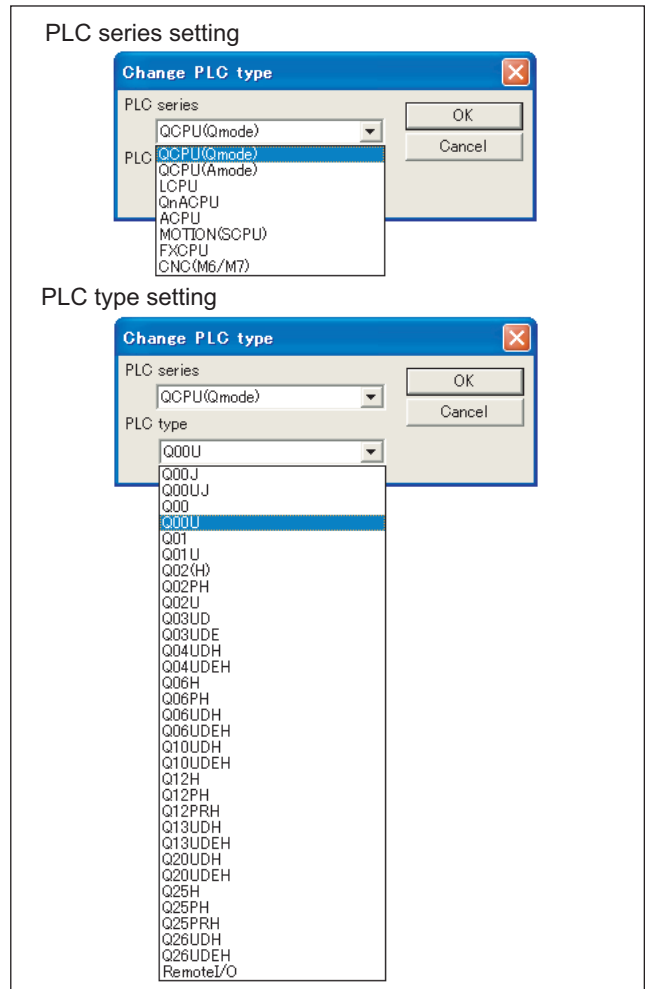 PLC series setting
Change PLC type
PLC series
OK
QCPU(Qmode)
Cancel
PLC
QCPU(Qmode)
QCPU(Amode)
LCPU
QnACPU
ACPU
MOTION(SCPU)
FXCPU
CNC(M6/M7)
PLC type setting
Change PLC type
PLC series
OK
QCPU(Qmode)
Cancel
PLC type
Q00U
Q00J
Q00UJ
Q00
Q00U
Q01
Q01U
Q02(H)
Q02PH
Q02U
Q03UD
Q03UDE
Q04UDH
Q04UDEH
Q06H
Q06PH
Q06UDH
Q06UDEH
Q10UDH
Q10UDEH
Q12H
Q12PH
Q12PRH
Q13UDH
Q13UDEH
Q20UDH
Q20UDEH
Q25H
Q25PH
Q25PRH
Q26UDH
Q26UDEH
RemoteI/O